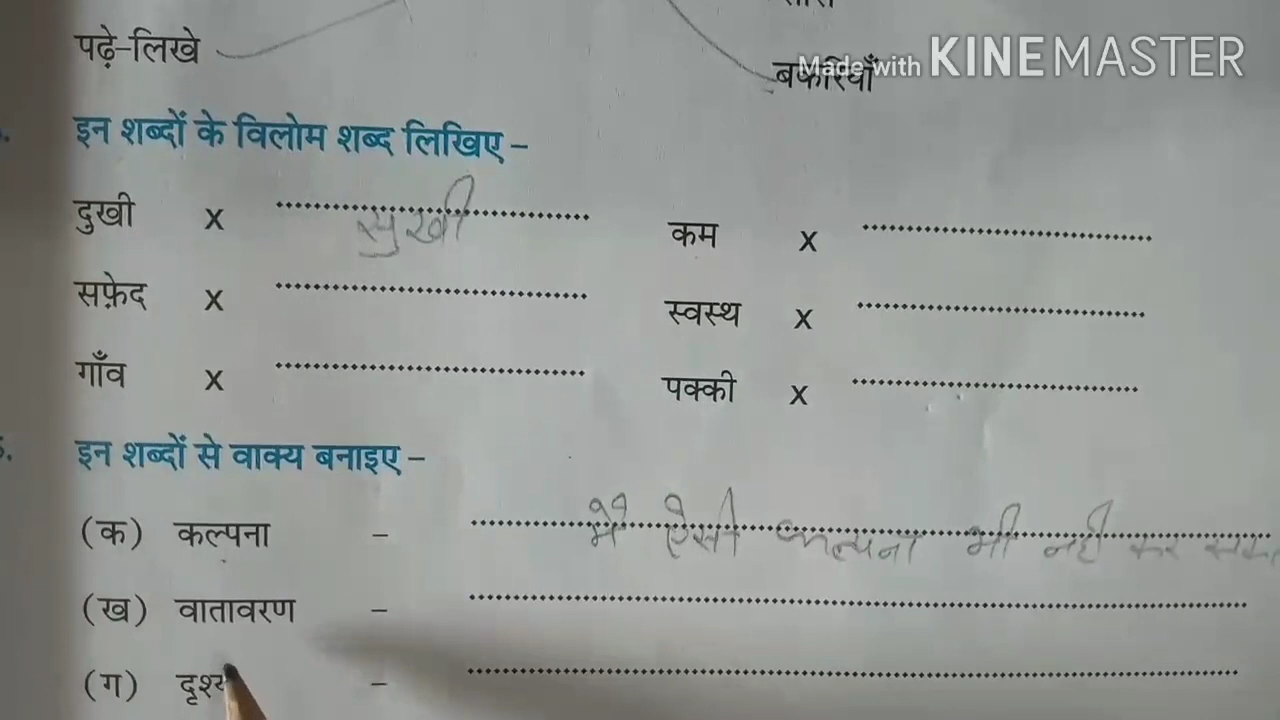 पढ़े-लिखे
बकरियाँ
Made with KINEMASTER
इन शब्दों के विलोम शब्द लिखिए -
दुखी x सुखी कम x
सफ़ेद x स्वस्थ x
गाँव x पक्की x
इन शब्दों से वाक्य बनाइए -
(क) कल्पना - मैं ऐसी कल्पना भी नहीं कर
(ख) वातावरण -
(ग) दृश्य -